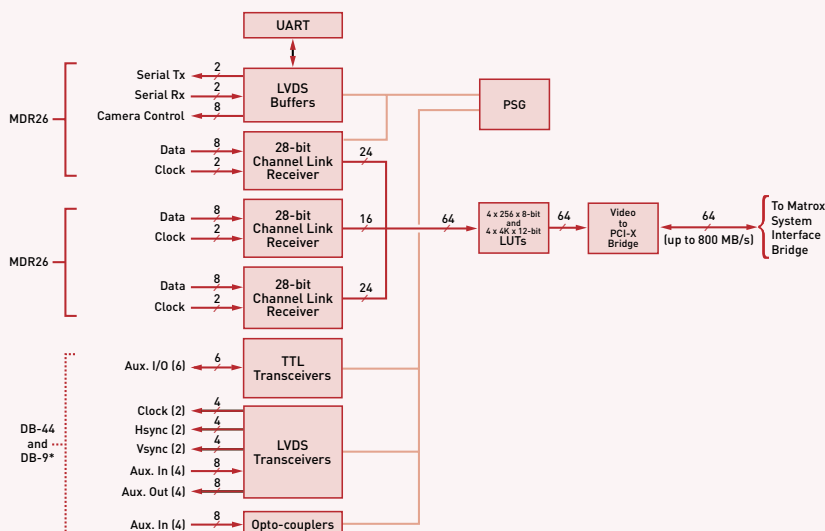 UART
Serial Tx
2
Serial Rx
2
Camera Control
8
LVDS
Buffers
PSG
MDR26
Data
8
Clock
2
28-bit
Channel Link
Receiver
24
Data
8
Clock
2
28-bit
Channel Link
Receiver
16
64
4 x 256 x 8-bit
and
4 x 4K x 12-bit
LUTs
64
Video
to
PCI-X
Bridge
64
(up to 800 MB/s)
To Matrox
System
Interface
Bridge
MDR26
Data
8
Clock
2
28-bit
Channel Link
Receiver
24
Aux. I/O (6)
6
TTL
Transceivers
DB-44
and
DB-9*
Clock (2)
4
Hsync (2)
4
Vsync (2)
4
Aux. In (4)
8
Aux. Out (4)
8
LVDS
Transceivers
Aux. In (4)
8
Opto-couplers